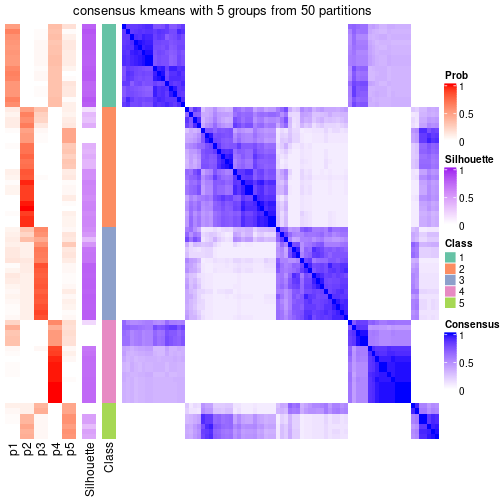 consensus kmeans with 5 groups from 50 partitions
Prob
1
0.5
0
Silhouette
1
0.5
0
Class
1
2
3
4
5
Consensus
1
0.5
0
p1
p2
p3
p4
p5
Silhouette
Class